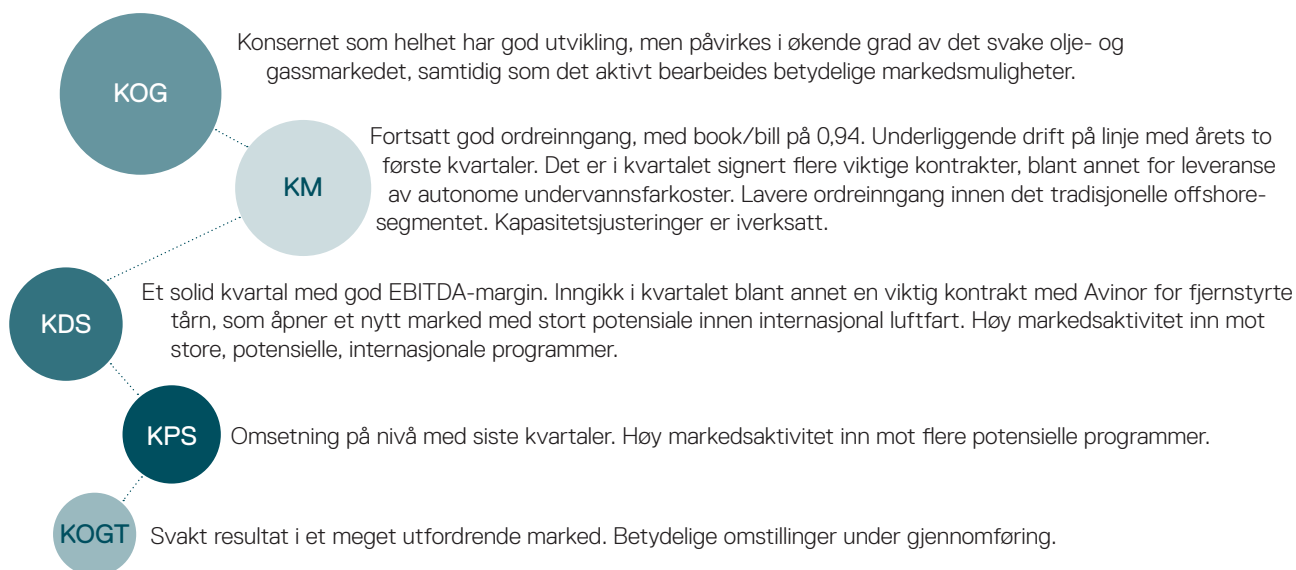 KOG
Konsernet som helhet har god utvikling, men påvirkes i økende grad av det svake olje- og
gassmarkedet, samtidig som det aktivt bearbeides betydelige markedsmuligheter.
KM
Fortsatt god ordreinngang, med book/bill på 0,94. Underliggende drift på linje med årets to
første kvartaler. Det er i kvartalet signert flere viktige kontrakter, blant annet for leveranse
av autonome undervannsfarkoster. Lavere ordreinngang innen det tradisjonelle offshore-
segmentet. Kapasitetsjusteringer er iverksatt.
KDS
Et solid kvartal med god EBITDA-margin. Inngikk i kvartalet blant annet en viktig kontrakt med Avinor for fjernstyrte
tårn, som åpner et nytt marked med stort potensiale innen internasjonal luftfart. Høy markedsaktivitet inn mot
store, potensielle, internasjonale programmer.
KPS
Omsetning på nivå med siste kvartaler. Høy markedsaktivitet inn mot flere potensielle programmer.
KOGT
Svakt resultat i et meget utfordrende marked. Betydelige omstillinger under gjennomføring.